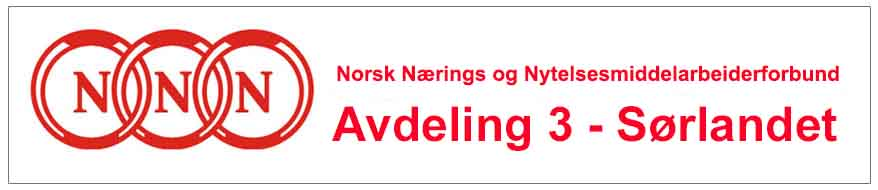 NNN
Norsk Nærings og Nytelsesmiddelarbeiderforbund
Avdeling 3 - Sørlandet